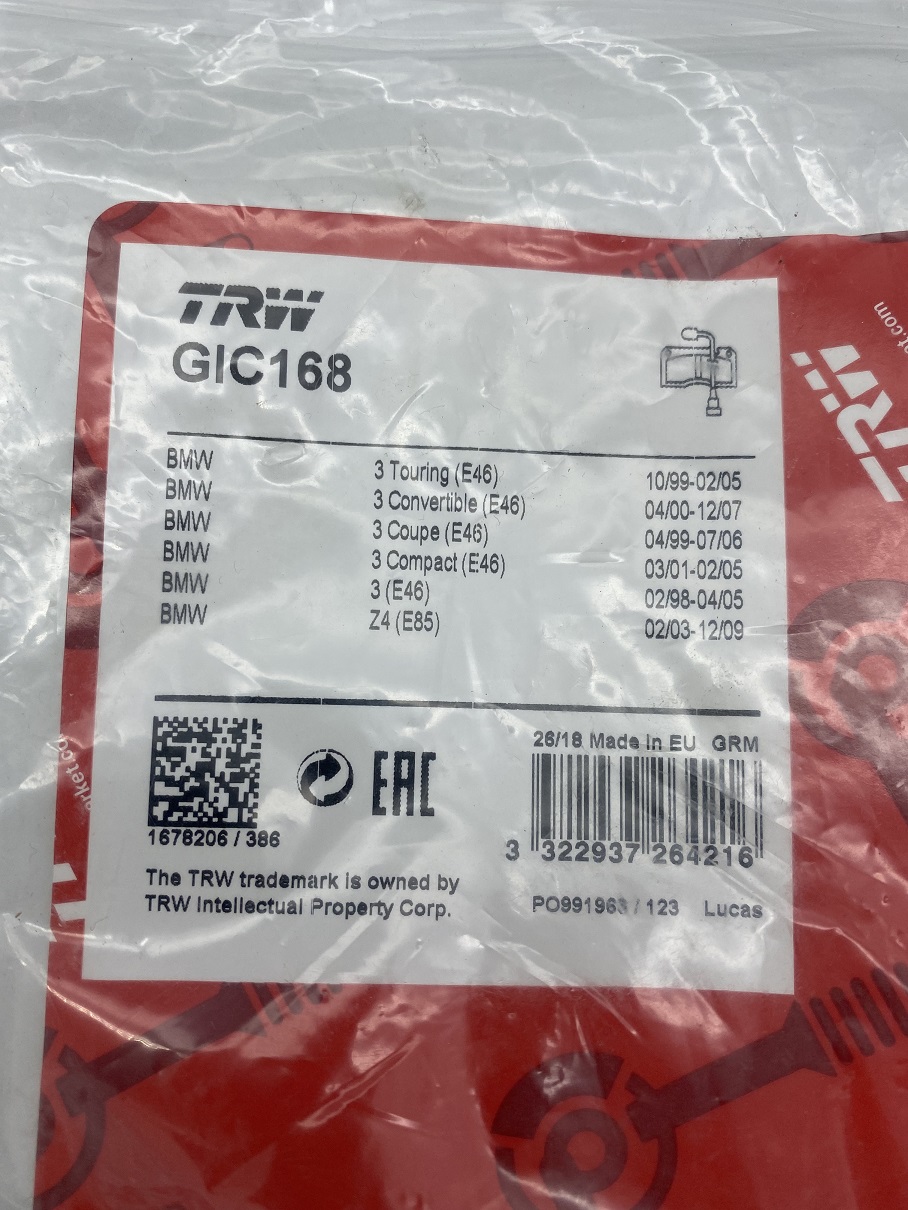 TRW
GIC168
BMW 3 Touring (E46) 10/99-02/05
BMW 3 Convertible (E46) 04/00-12/07
BMW 3 Coupe (E46) 04/99-07/06
BMW 3 Compact (E46) 03/01-02/05
BMW 3 (E46) 02/98-04/05
BMW Z4 (E85) 02/03-12/09
26/18 Made in EU GRM
EAC
1678206 / 386
3 322937 264216
The TRW trademark is owned by
TRW Intellectual Property Corp.
PO991963 / 123 Lucas
TRW